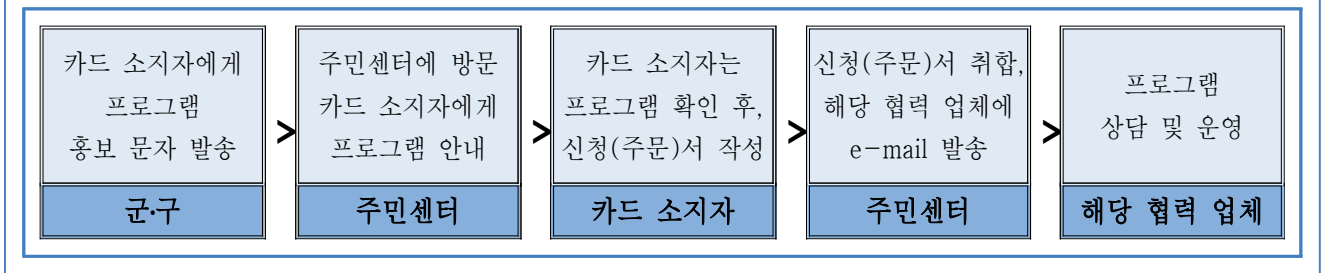 카드 소지자에게
프로그램
홍보 문자 발송
군·구
>
주민센터에 방문
카드 소지자에게
프로그램 안내
주민센터
>
카드 소지자는
프로그램 확인 후,
신청(주문)서 작성
카드 소지자
>
신청(주문)서 취합,
해당 협력 업체에
e-mail 발송
주민센터
>
프로그램
상담 및 운영
해당 협력 업체